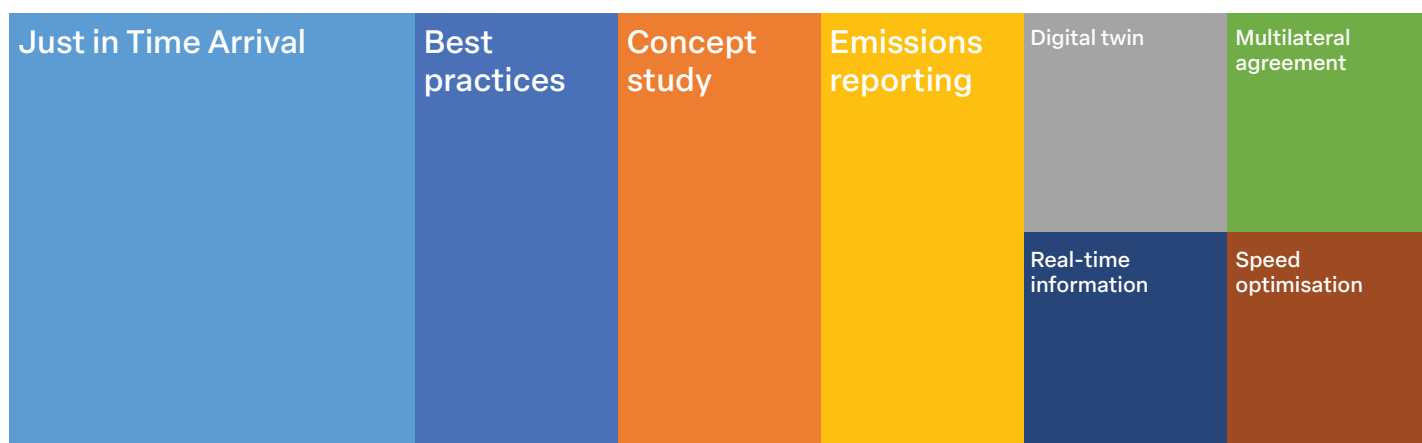 Just in Time Arrival
Best
practices
Concept
study
Emissions
reporting
Digital twin
Multilateral
agreement
Real-time
information
Speed
optimisation